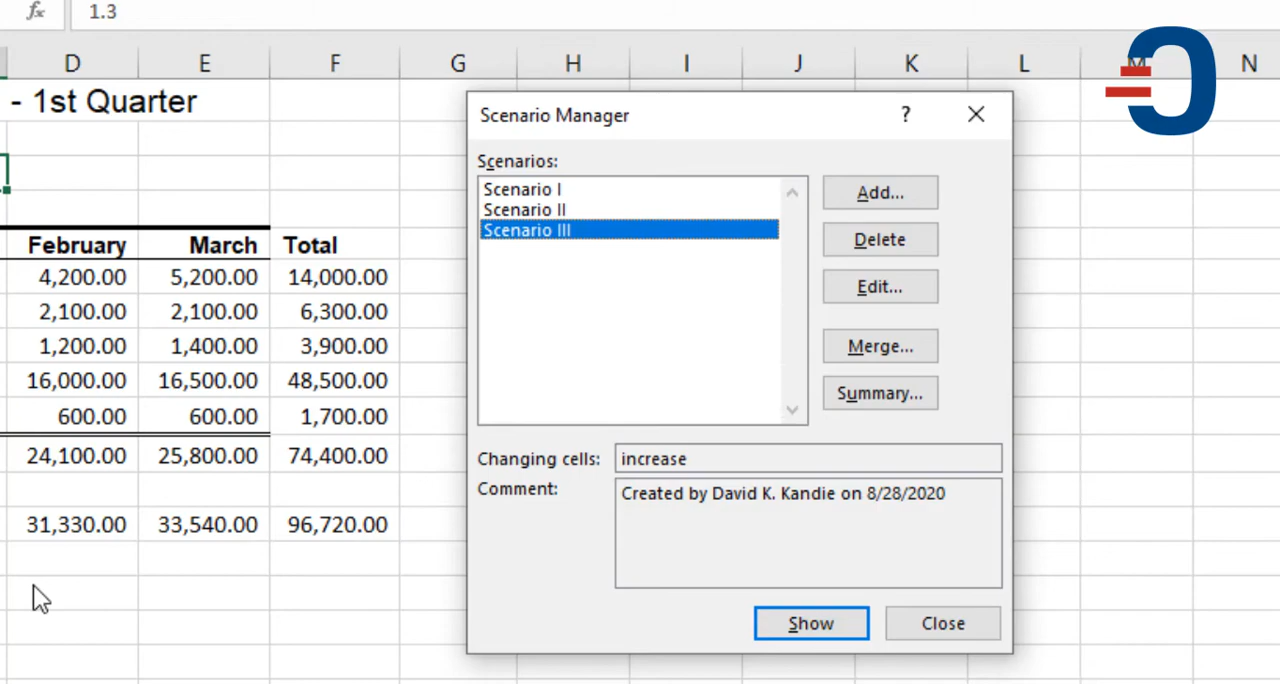 fx 1.3
D E F G H I J K L M N
- 1st Quarter
February March Total
4,200.00 5,200.00 14,000.00
2,100.00 2,100.00 6,300.00
1,200.00 1,400.00 3,900.00
16,000.00 16,500.00 48,500.00
600.00 600.00 1,700.00
24,100.00 25,800.00 74,400.00
31,330.00 33,540.00 96,720.00
Scenario Manager ?
Scenarios:
Scenario I
Scenario II
Scenario III
Add...
Delete
Edit...
Merge...
Summary...
Changing cells: increase
Comment: Created by David K. Kandie on 8/28/2020
Show Close